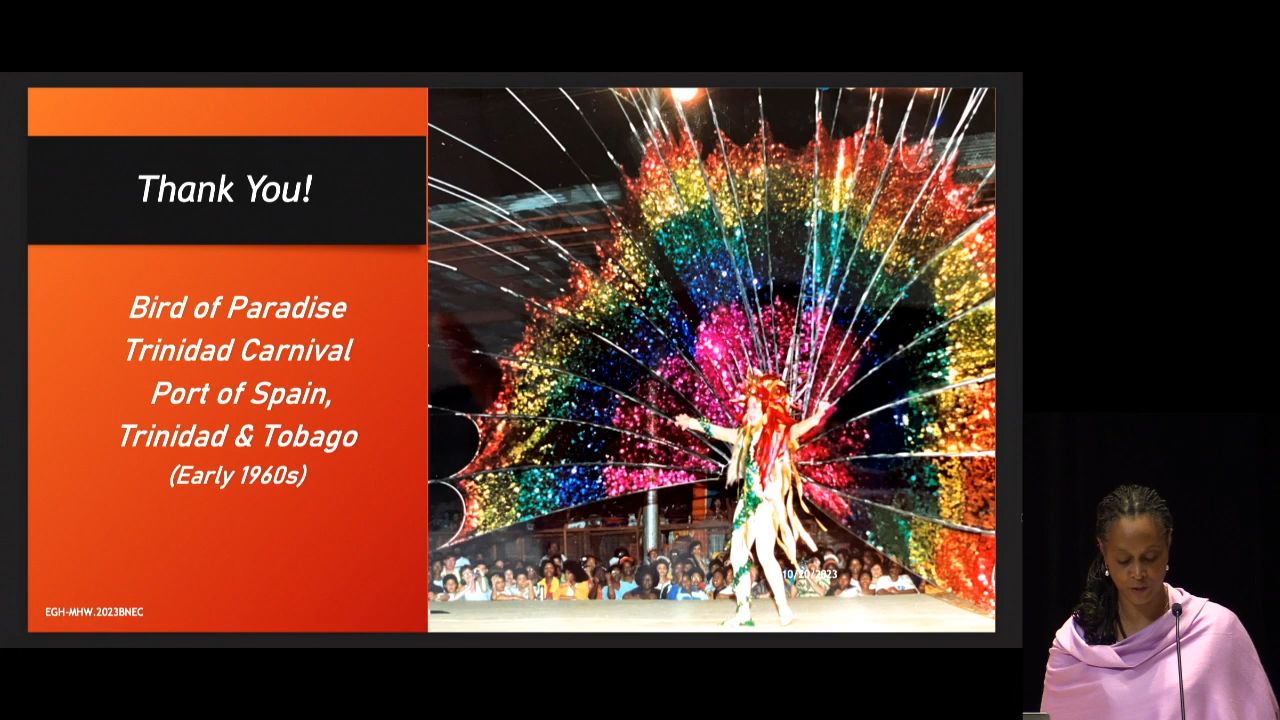 Thank You!
Bird of Paradise
Trinidad Carnival
Port of Spain,
Trinidad & Tobago
(Early 1960s)
EGH-MHW.2023BNEC
10/20/2023